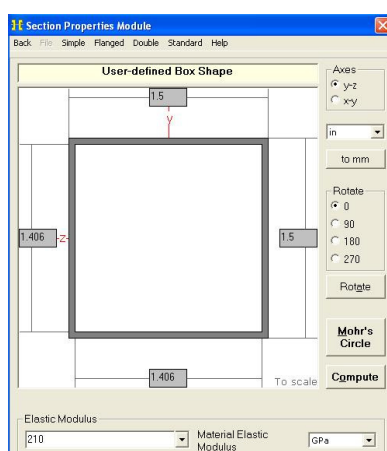 Section Properties Module
Back File Simple Flanged Double Standard Help
User-defined Box Shape
Axes
y-z
x-y
in
to mm
Rotate
0
90
180
270
Rotate
Mohr's
Circle
Compute
1.5
y
1.406
z
1.5
1.406
To scale
Elastic Modulus
210
Material Elastic
Modulus
GPa